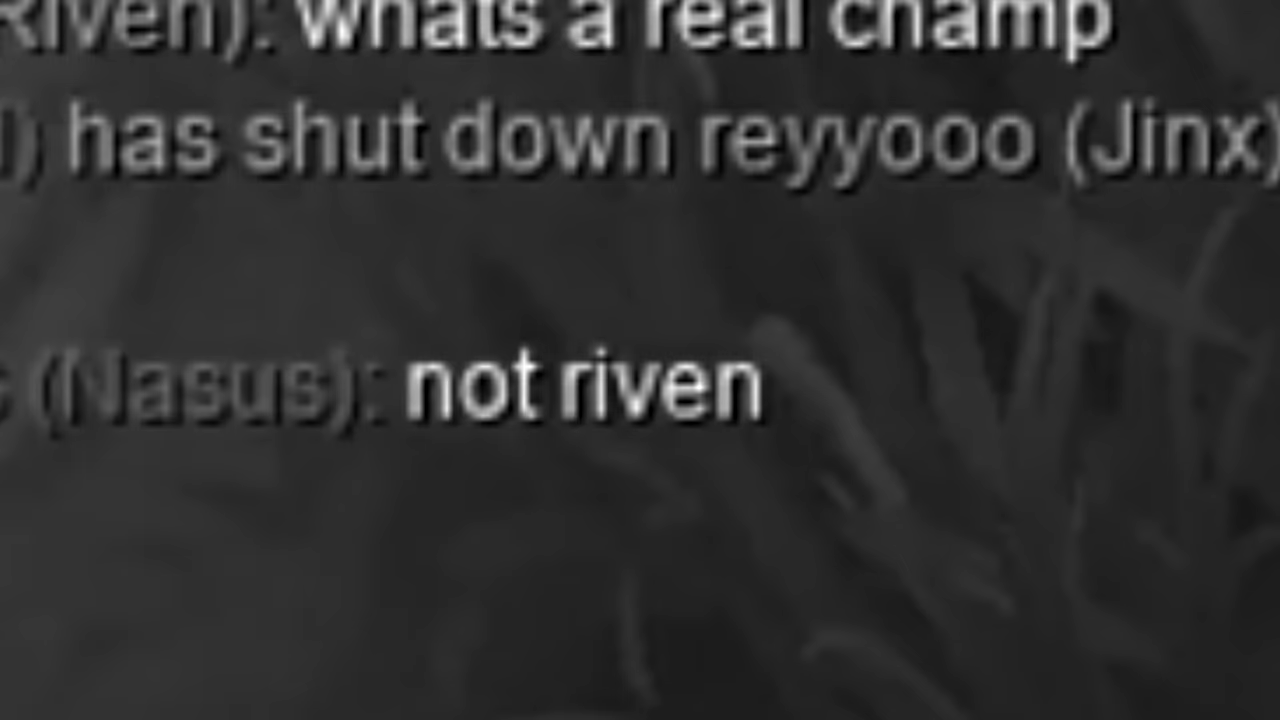 Riven): whats a real champ
) has shut down reyyooo (Jinx)
(Nasus): not riven